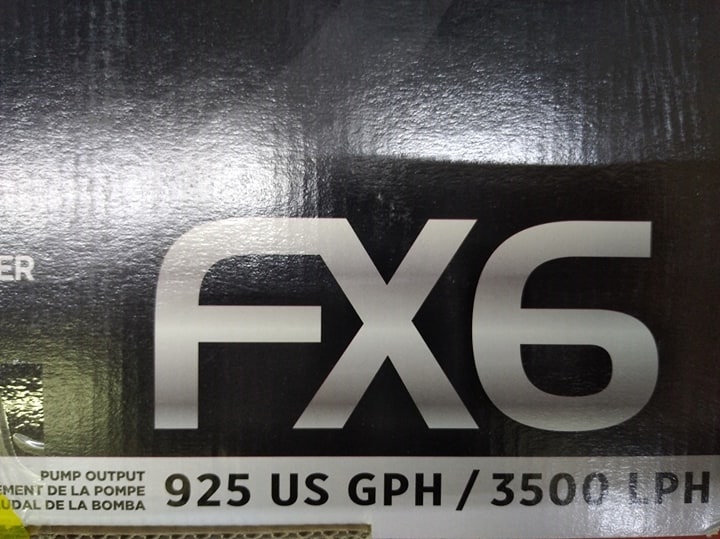 ER
FX6
PUMP OUTPUT
EMENT DE LA POMPE
UDAL DE LA BOMBA
925 US GPH / 3500 LPH